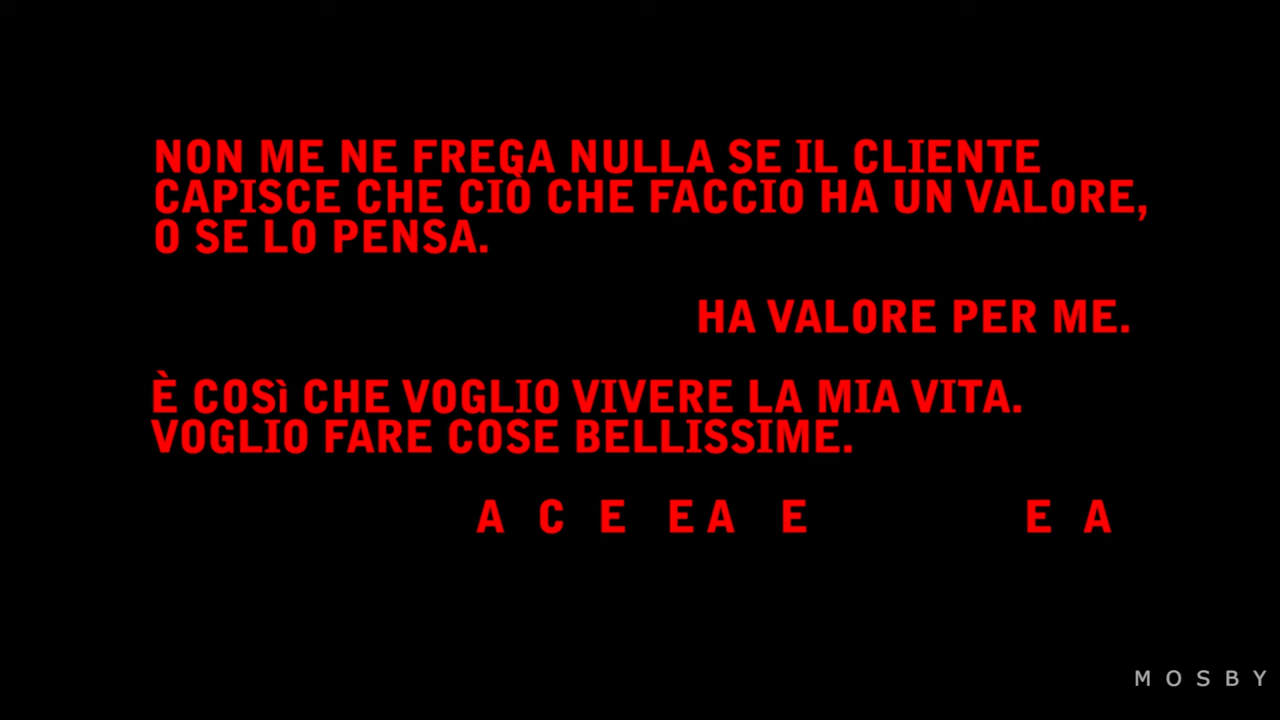 NON ME NE FREGA NULLA SE IL CLIENTE
CAPISCE CHE CIÒ CHE FACCIO HA UN VALORE,
O SE LO PENSA.
HA VALORE PER ME.
È COSì CHE VOGLIO VIVERE LA MIA VITA.
VOGLIO FARE COSE BELLISSIME.
A C E EA E E A
MOSBY